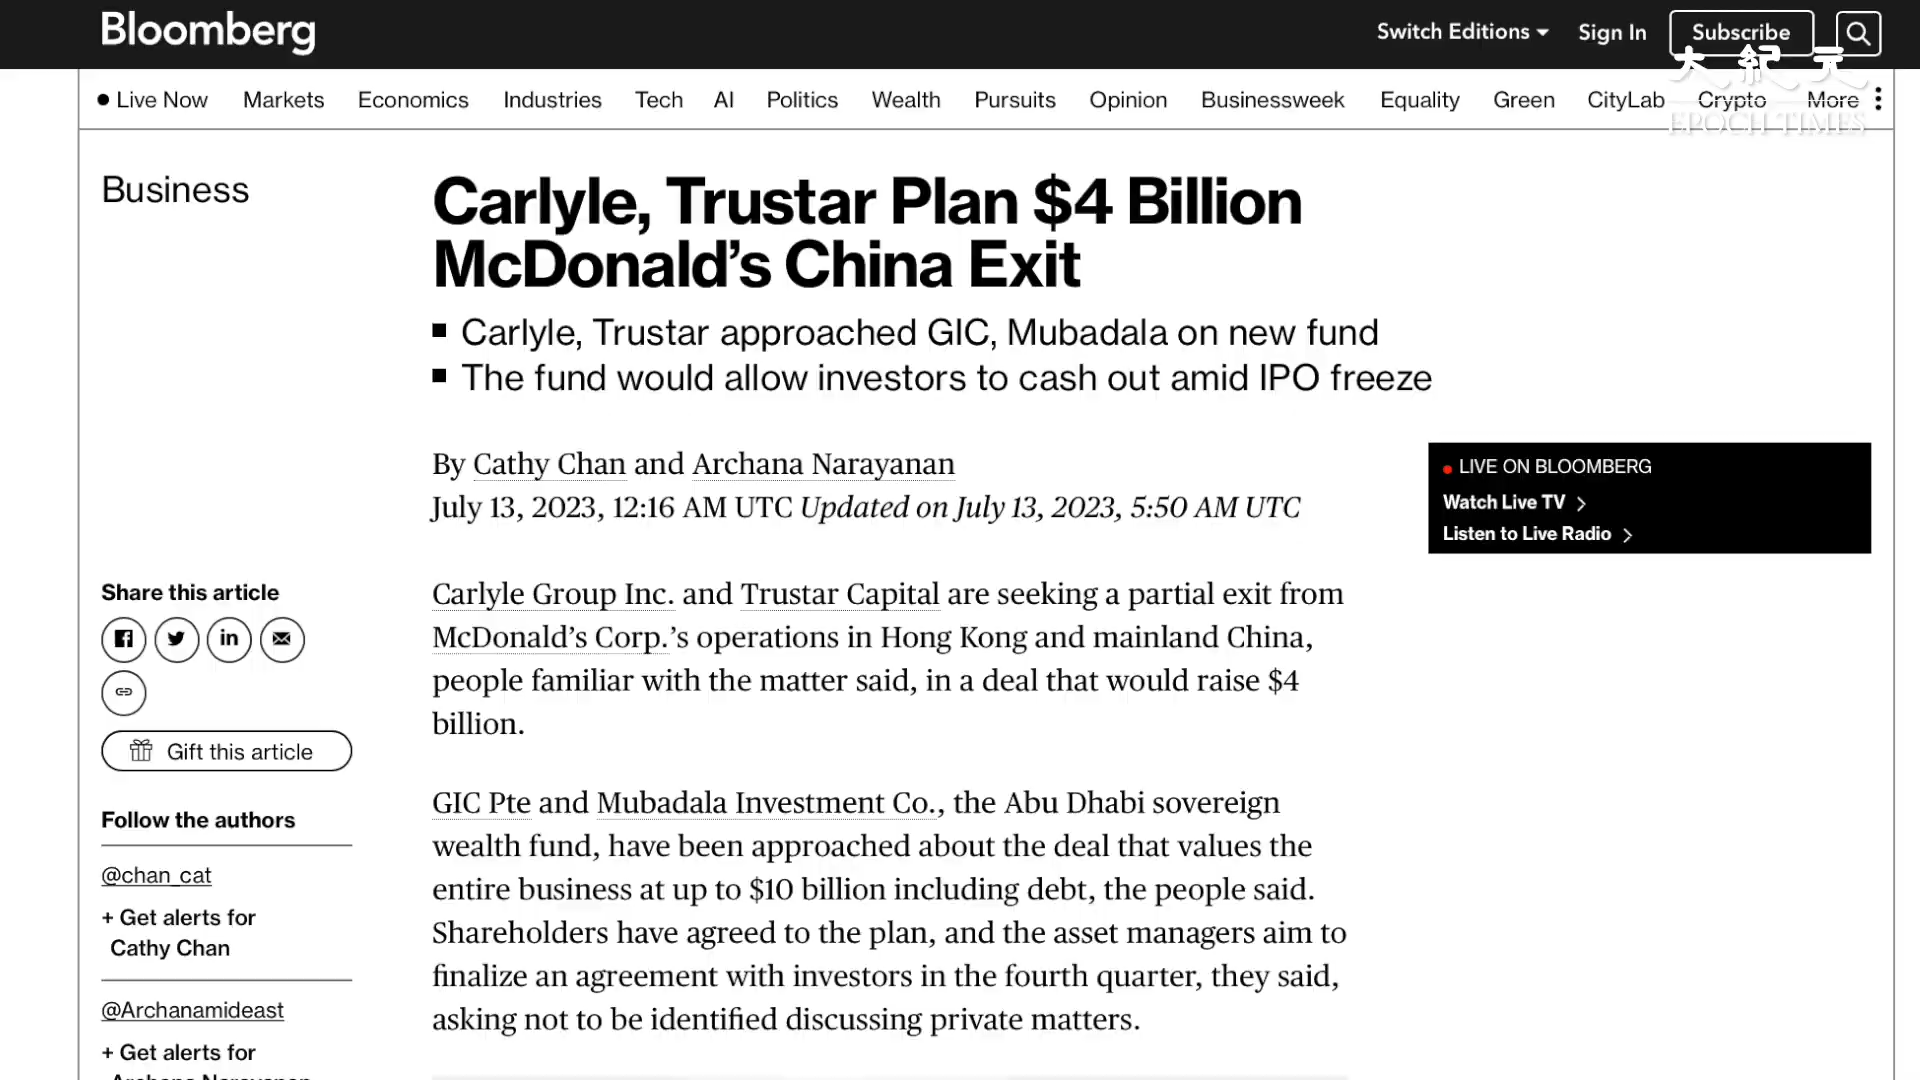 Bloomberg
Switch Editions
Sign In
Subscribe
大紀元
EPOCH TIMES
Live Now
Markets
Economics
Industries
Tech
AI
Politics
Wealth
Pursuits
Opinion
Businessweek
Equality
Green
CityLab
Crypto
More
Business
Carlyle, Trustar Plan $4 Billion
McDonald’s China Exit
Carlyle, Trustar approached GIC, Mubadala on new fund
The fund would allow investors to cash out amid IPO freeze
By Cathy Chan and Archana Narayanan
July 13, 2023, 12:16 AM UTC Updated on July 13, 2023, 5:50 AM UTC
LIVE ON BLOOMBERG
Watch Live TV
Listen to Live Radio
Share this article
Gift this article
Follow the authors
@chan_cat
+ Get alerts for
Cathy Chan
@Archanamideast
+ Get alerts for
Archana Narayanan
Carlyle Group Inc. and Trustar Capital are seeking a partial exit from
McDonald’s Corp.’s operations in Hong Kong and mainland China,
people familiar with the matter said, in a deal that would raise $4
billion.
GIC Pte and Mubadala Investment Co., the Abu Dhabi sovereign
wealth fund, have been approached about the deal that values the
entire business at up to $10 billion including debt, the people said.
Shareholders have agreed to the plan, and the asset managers aim to
finalize an agreement with investors in the fourth quarter, they said,
asking not to be identified discussing private matters.